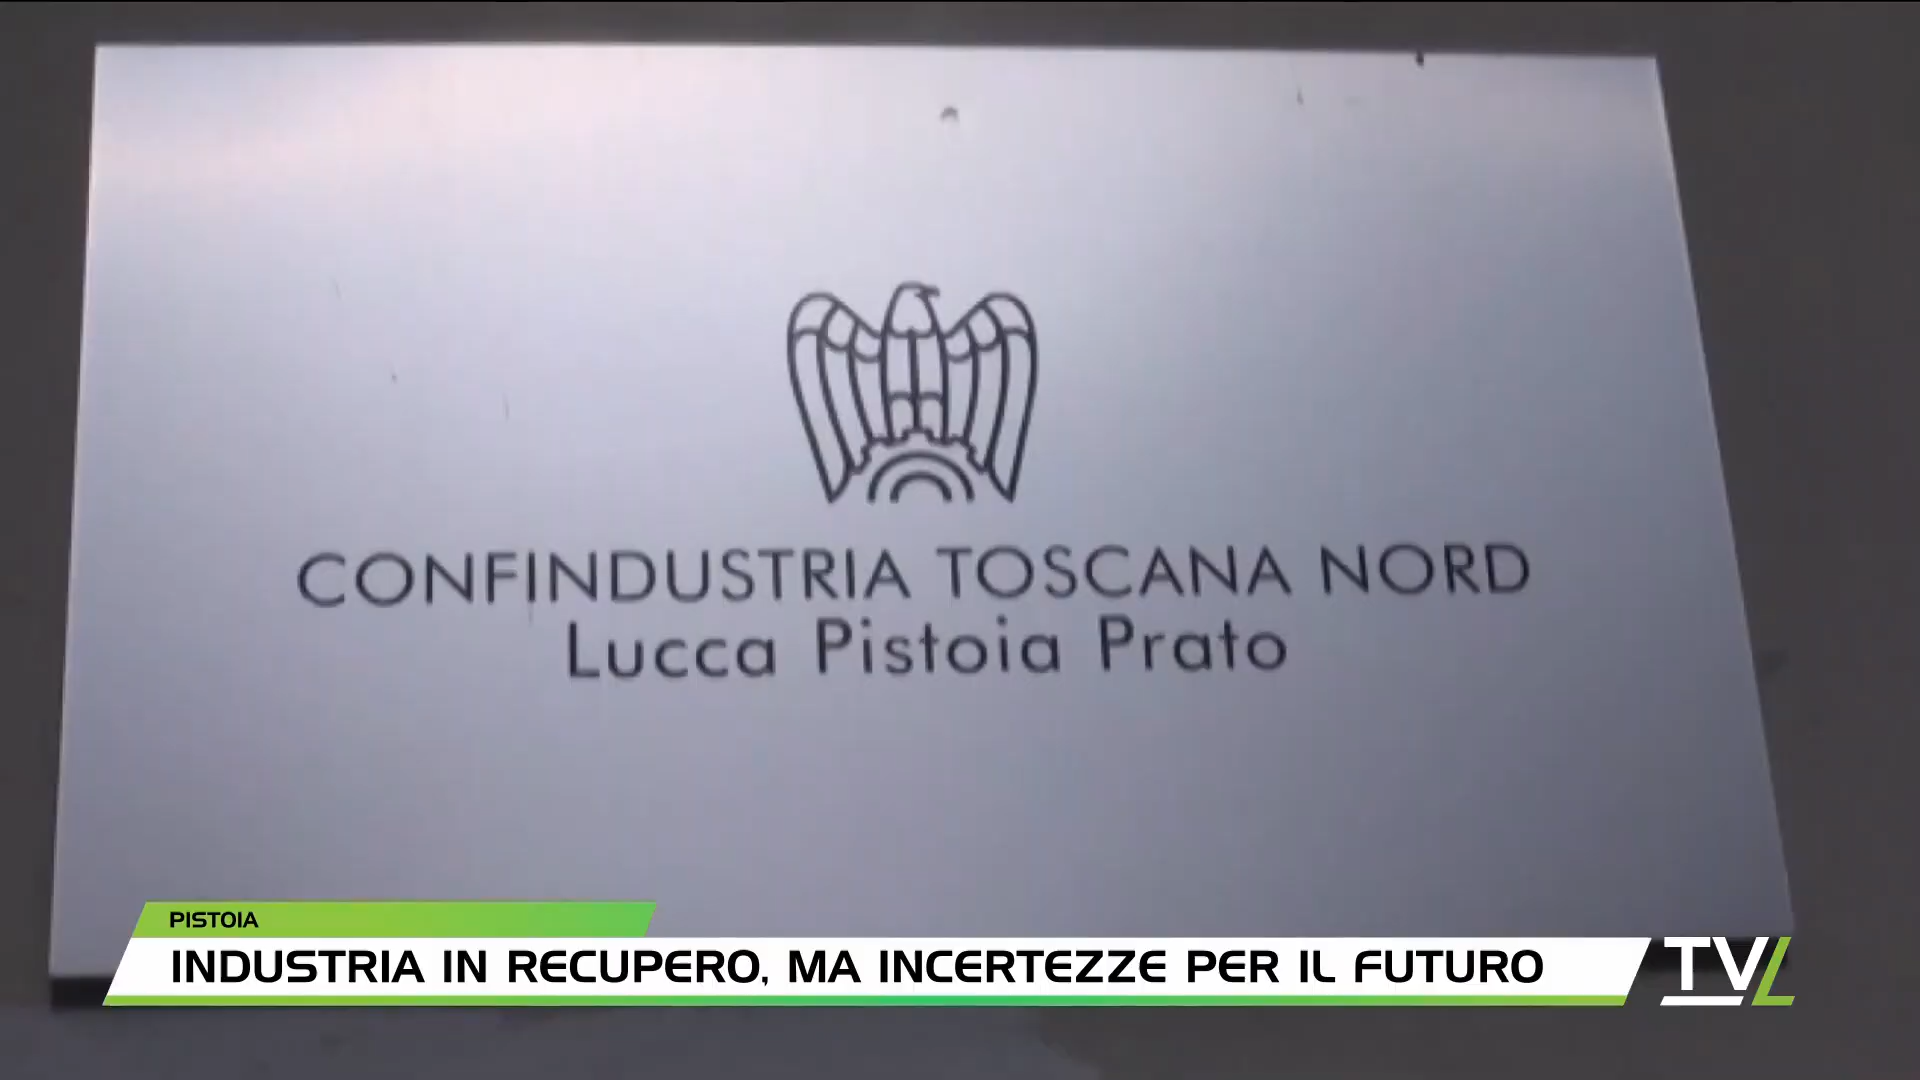 CONFINDUSTRIA TOSCANA NORD
Lucca Pistoia Prato
PISTOIA
INDUSTRIA IN RECUPERO, MA INCERTEZZE PER IL FUTURO
TVL